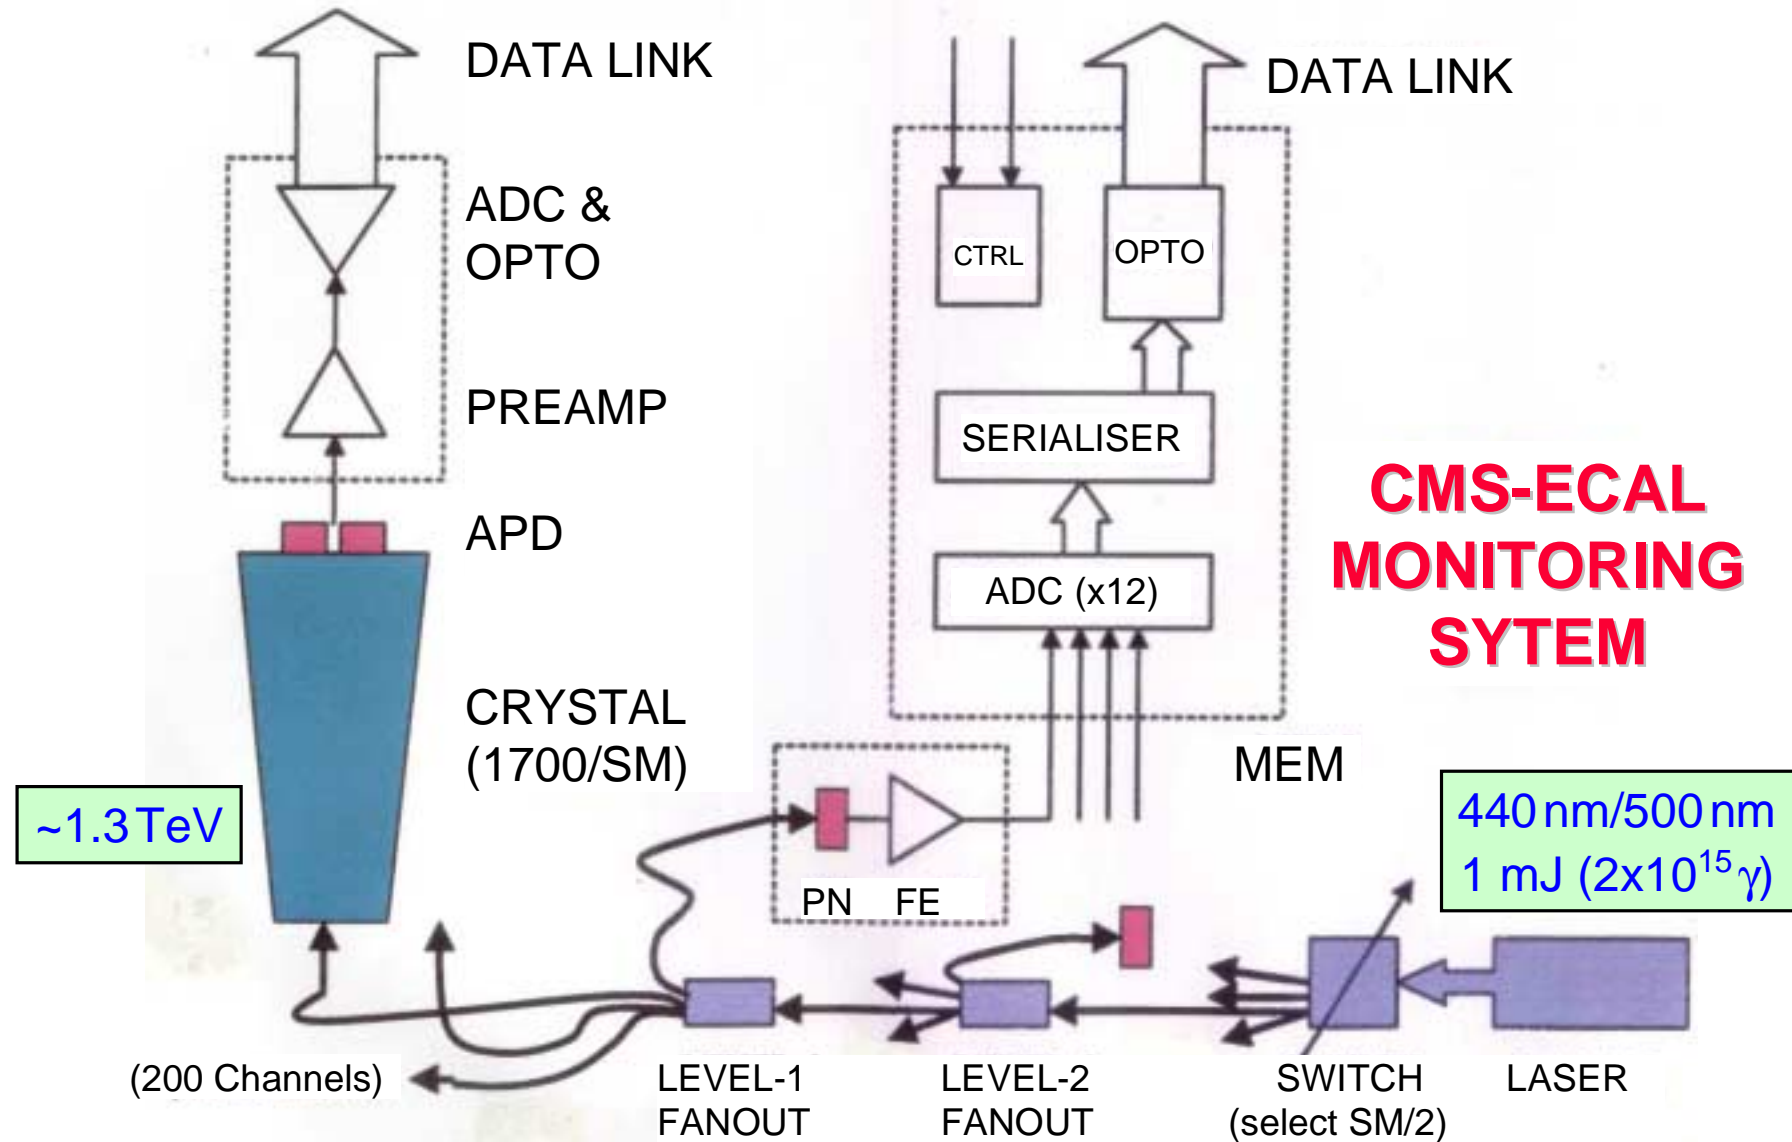 DATA LINK
ADC &
OPTO
PREAMP
APD
CRYSTAL
(1700/SM)
~1.3 TeV
(200 Channels)
DATA LINK
CTRL
OPTO
SERIALISER
ADC (x12)
MEM
PN FE
CMS-ECAL
MONITORING
SYTEM
440 nm/500 nm
1 mJ (2x10¹⁵ γ)
LEVEL-1
FANOUT
LEVEL-2
FANOUT
SWITCH
(select SM/2)
LASER